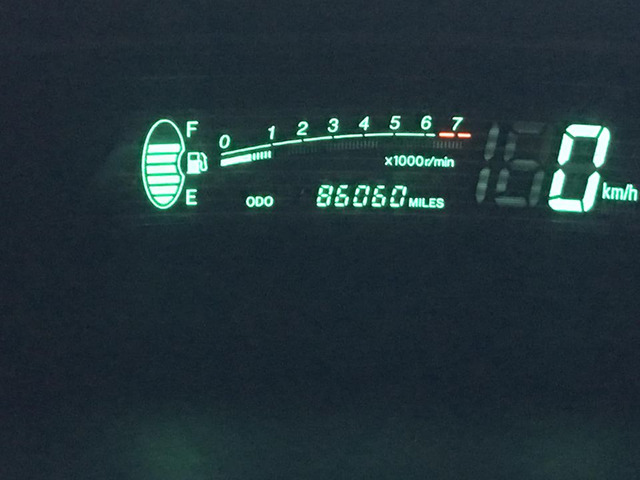 F
0 1 2 3 4 5 6 7
x1000r/min
E
ODO 86060 MILES
0 km/h